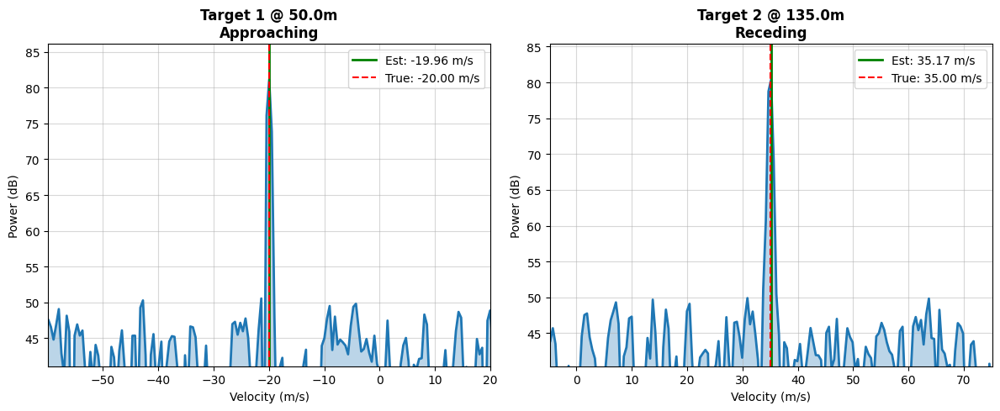 Target 1 @ 50.0m
Approaching
Est: -19.96 m/s
True: -20.00 m/s
Power (dB)
85
80
75
70
65
60
55
50
45
−50
−40
−30
−20
−10
0
10
20
Velocity (m/s)
Target 2 @ 135.0m
Receding
Est: 35.17 m/s
True: 35.00 m/s
Power (dB)
85
80
75
70
65
60
55
50
45
0
10
20
30
40
50
60
70
Velocity (m/s)